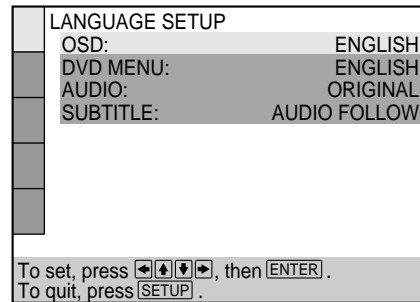 LANGUAGE SETUP
OSD: ENGLISH
DVD MENU: ENGLISH
AUDIO: ORIGINAL
SUBTITLE: AUDIO FOLLOW
To set, press ←↑↓→, then ENTER.
To quit, press SETUP.